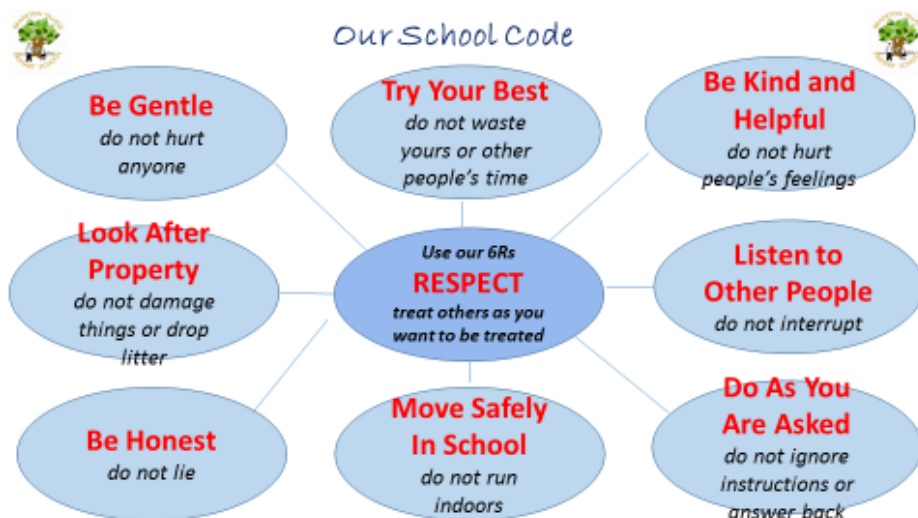 Our School Code
Be Gentle
do not hurt
anyone
Try Your Best
do not waste
yours or other
people's time
Be Kind and
Helpful
do not hurt
people's feelings
Look After
Property
do not damage
things or drop
litter
Use our 6Rs
RESPECT
treat others as you
want to be treated
Listen to
Other People
do not interrupt
Be Honest
do not lie
Move Safely
In School
do not run
indoors
Do As You
Are Asked
do not ignore
instructions or
answer back